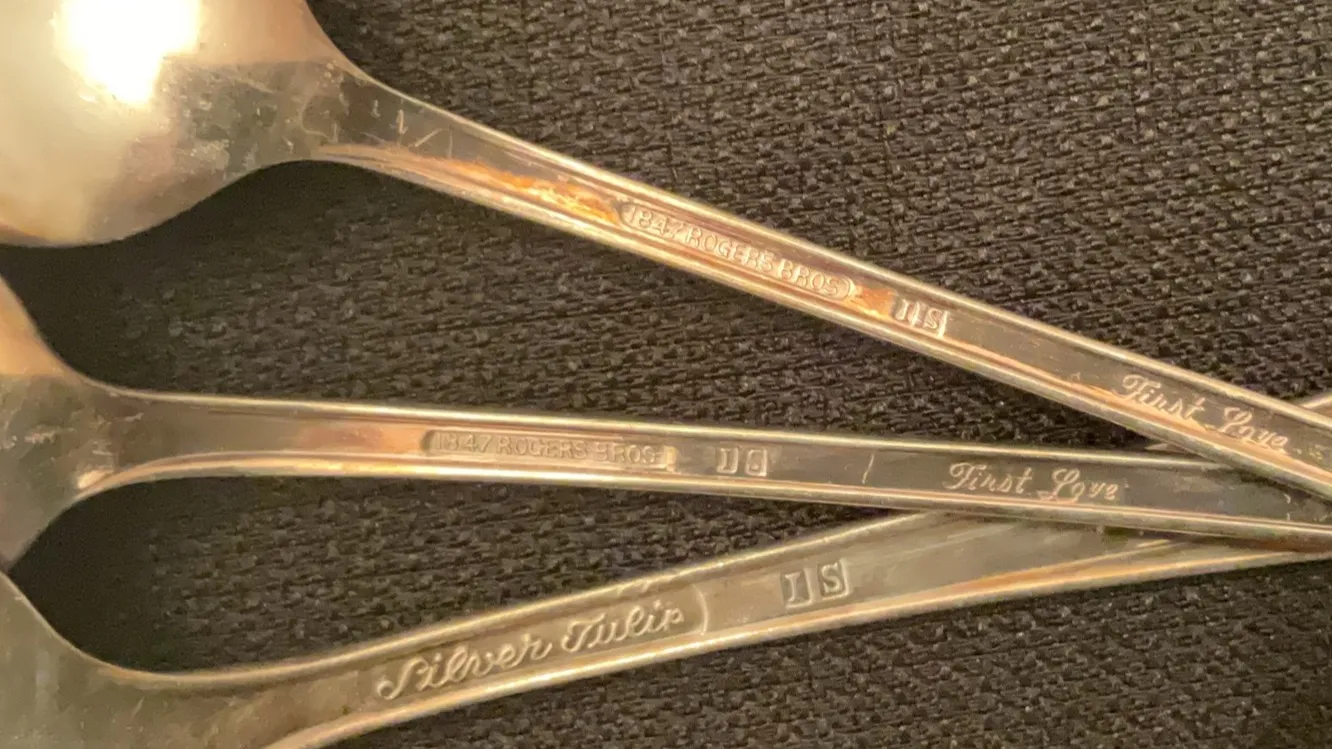 1847 ROGERS BROS
IS
First Love
1847 ROGERS BROS
IS
First Love
Silver Tulip
IS